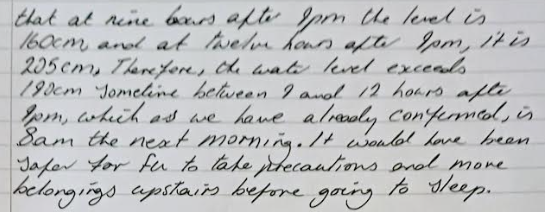 that at nine hours after 9pm the level is
160cm and at twelve hours after 9pm, it is
205cm. Therefore, the water level exceeds
180cm sometime between 9 and 12 hours after
9pm, which as we have already confirmed, is
8am the next morning. It would have been
safer for Fu to take precautions and move
belongings upstairs before going to sleep.